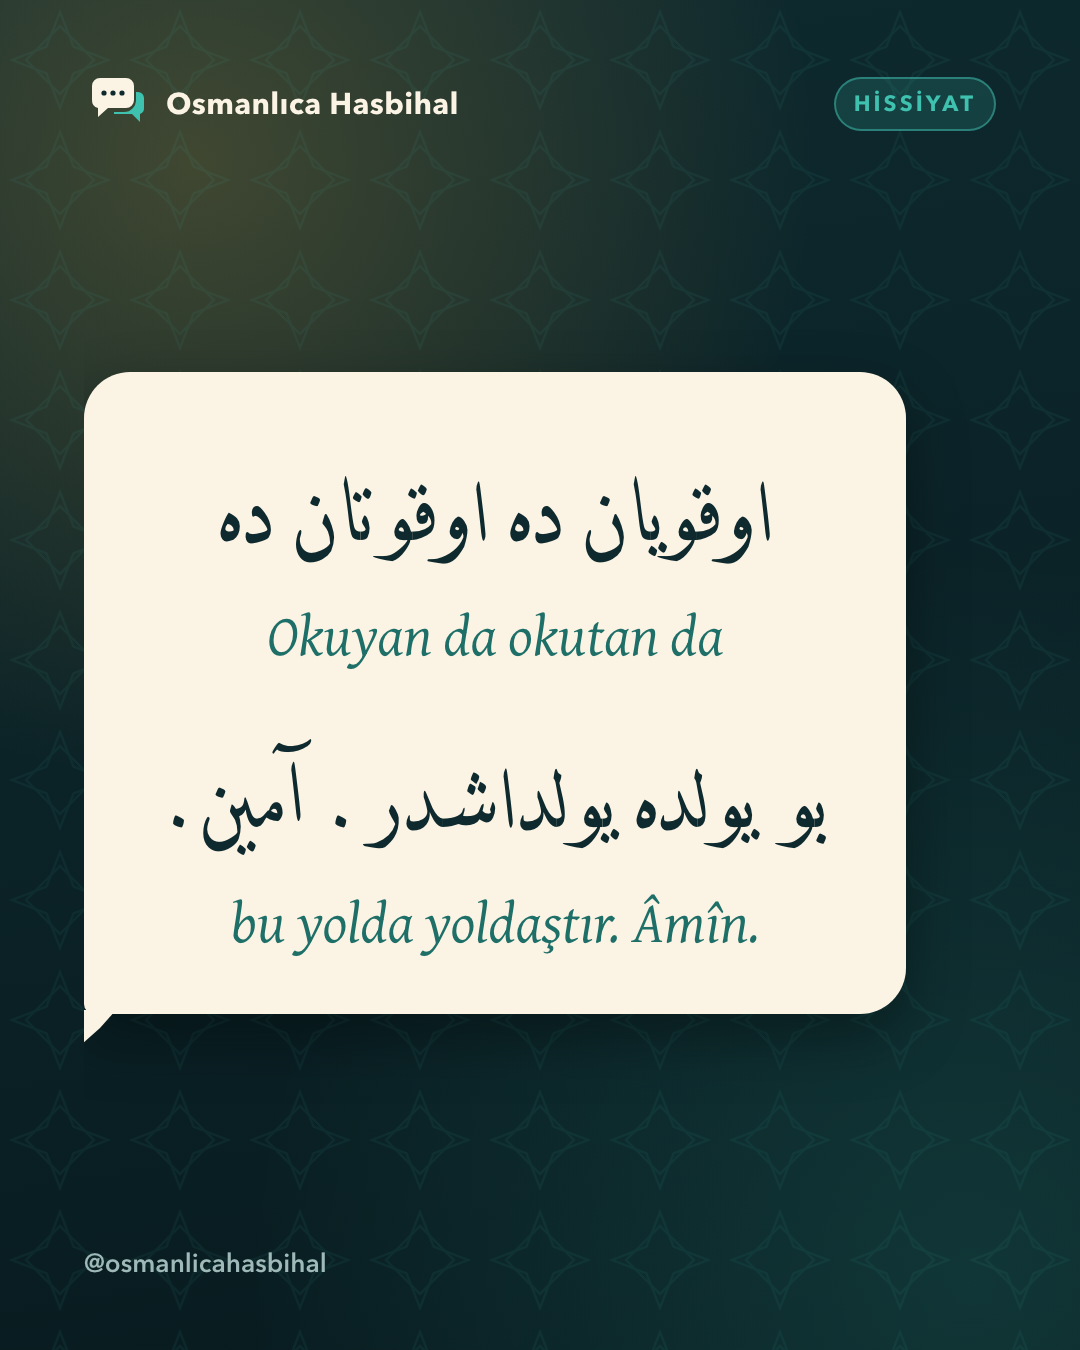 Osmanlıca Hasbihal
HİSSİYAT
اوقویان ده اوقوتان ده
Okuyan da okutan da
بو یولده یولداشدر . آمین .
bu yolda yoldaştır. Âmîn.
@osmanlicahasbihal